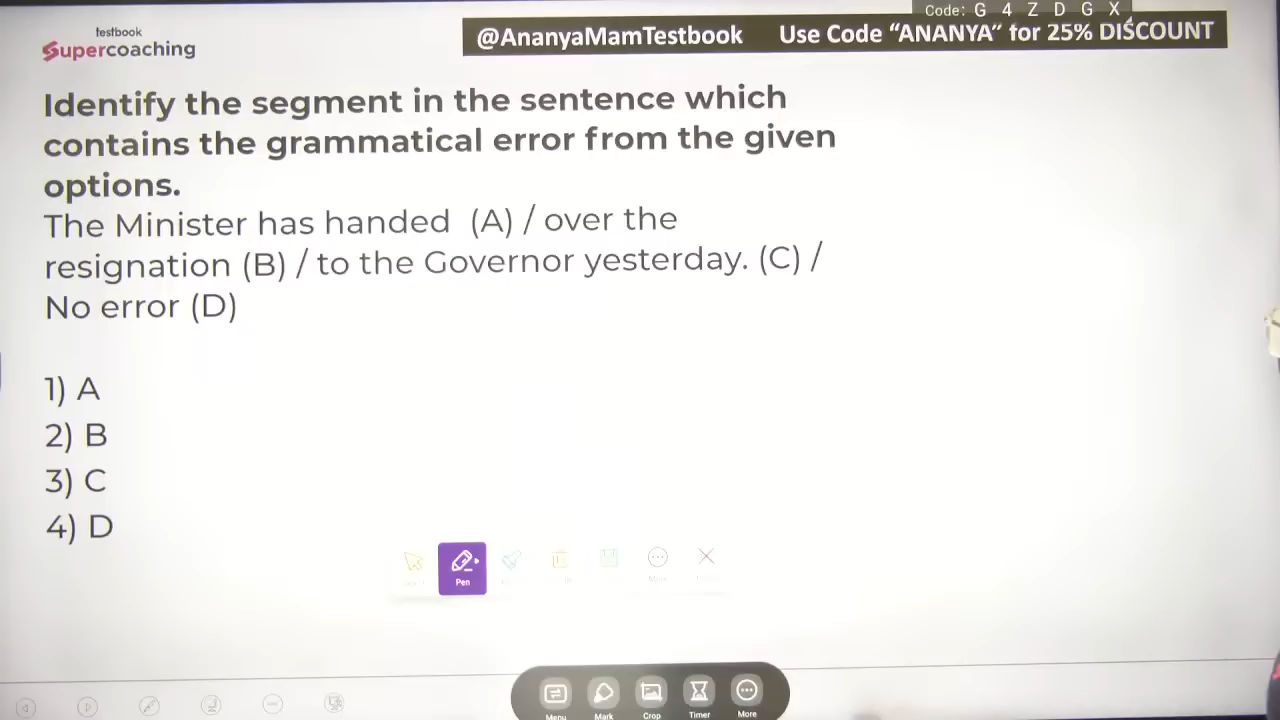 Code: G 4 Z D G X
testbook
Supercoaching
@AnanyaMamTestbook Use Code “ANANYA” for 25% DISCOUNT
Identify the segment in the sentence which
contains the grammatical error from the given
options.
The Minister has handed (A) / over the
resignation (B) / to the Governor yesterday. (C) /
No error (D)
1) A
2) B
3) C
4) D
Pen
More
Menu Mark Crop Timer More